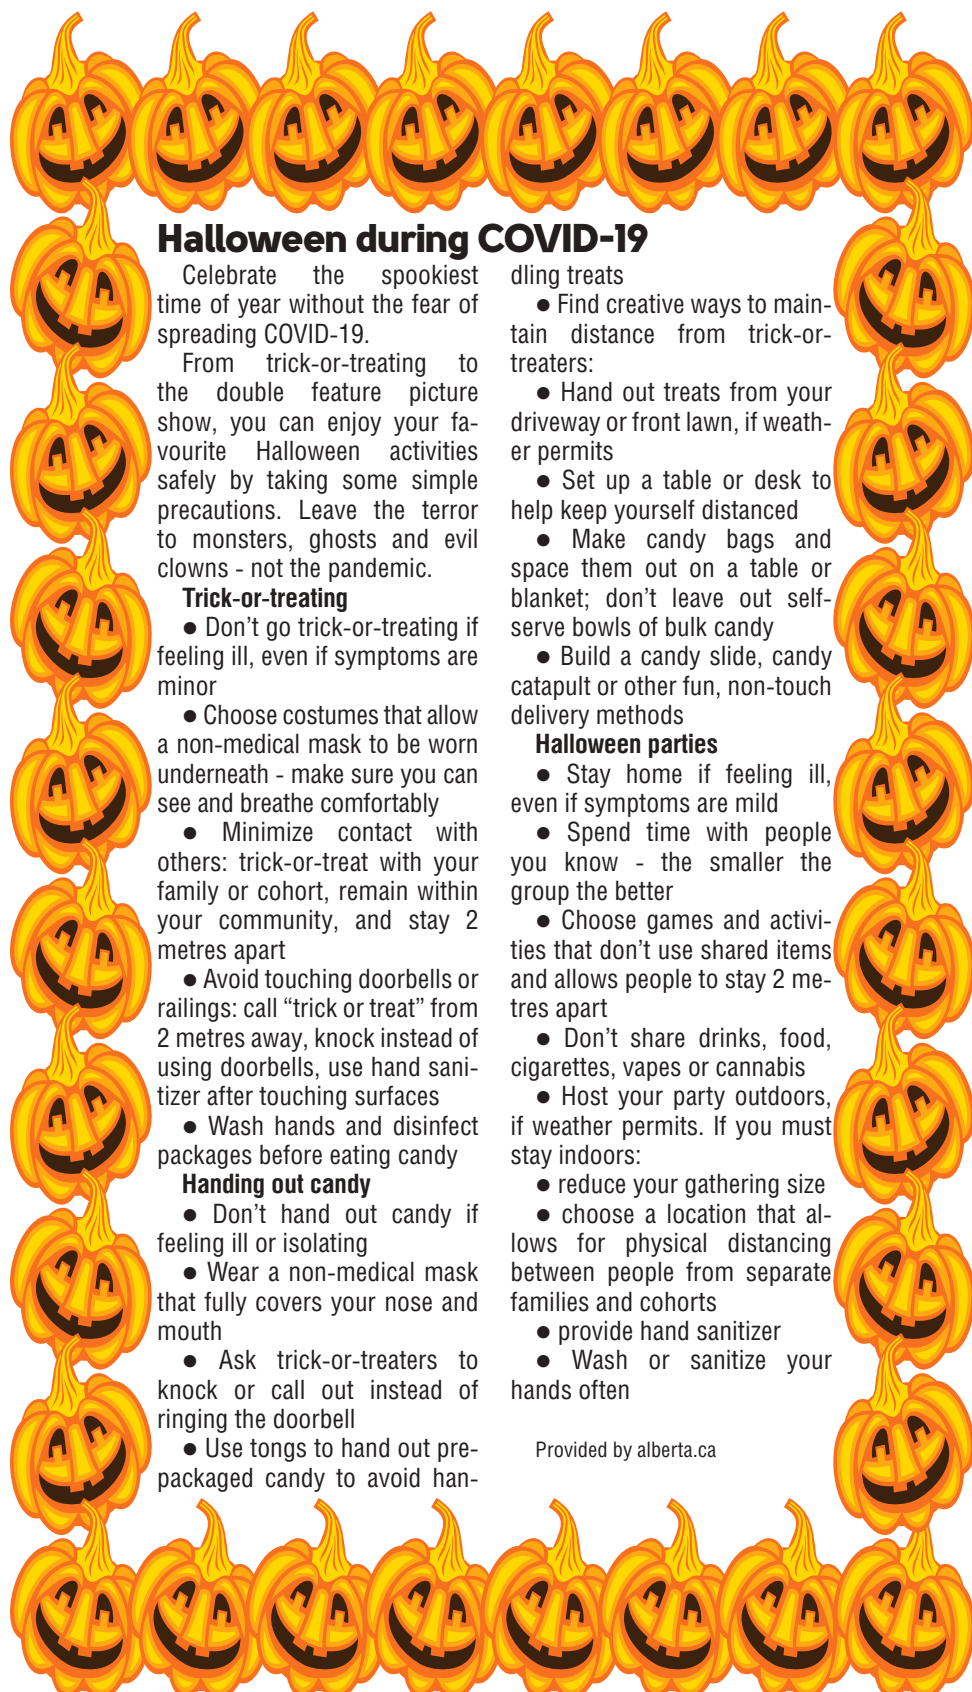 Halloween during COVID-19
Celebrate the spookiest
time of year without the fear of
spreading COVID-19.
From trick-or-treating to
the double feature picture
show, you can enjoy your fa-
vourite Halloween activities
safely by taking some simple
precautions. Leave the terror
to monsters, ghosts and evil
clowns - not the pandemic.
Trick-or-treating
● Don't go trick-or-treating if
feeling ill, even if symptoms are
minor
● Choose costumes that allow
a non-medical mask to be worn
underneath - make sure you can
see and breathe comfortably
● Minimize contact with
others: trick-or-treat with your
family or cohort, remain within
your community, and stay 2
metres apart
● Avoid touching doorbells or
railings: call “trick or treat” from
2 metres away, knock instead of
using doorbells, use hand sani-
tizer after touching surfaces
● Wash hands and disinfect
packages before eating candy
Handing out candy
● Don't hand out candy if
feeling ill or isolating
● Wear a non-medical mask
that fully covers your nose and
mouth
● Ask trick-or-treaters to
knock or call out instead of
ringing the doorbell
● Use tongs to hand out pre-
packaged candy to avoid han-
dling treats
● Find creative ways to main-
tain distance from trick-or-
treaters:
● Hand out treats from your
driveway or front lawn, if weath-
er permits
● Set up a table or desk to
help keep yourself distanced
● Make candy bags and
space them out on a table or
blanket; don't leave out self-
serve bowls of bulk candy
● Build a candy slide, candy
catapult or other fun, non-touch
delivery methods
Halloween parties
● Stay home if feeling ill,
even if symptoms are mild
● Spend time with people
you know - the smaller the
group the better
● Choose games and activi-
ties that don't use shared items
and allows people to stay 2 me-
tres apart
● Don't share drinks, food,
cigarettes, vapes or cannabis
● Host your party outdoors,
if weather permits. If you must
stay indoors:
● reduce your gathering size
● choose a location that al-
lows for physical distancing
between people from separate
families and cohorts
● provide hand sanitizer
● Wash or sanitize your
hands often
Provided by alberta.ca